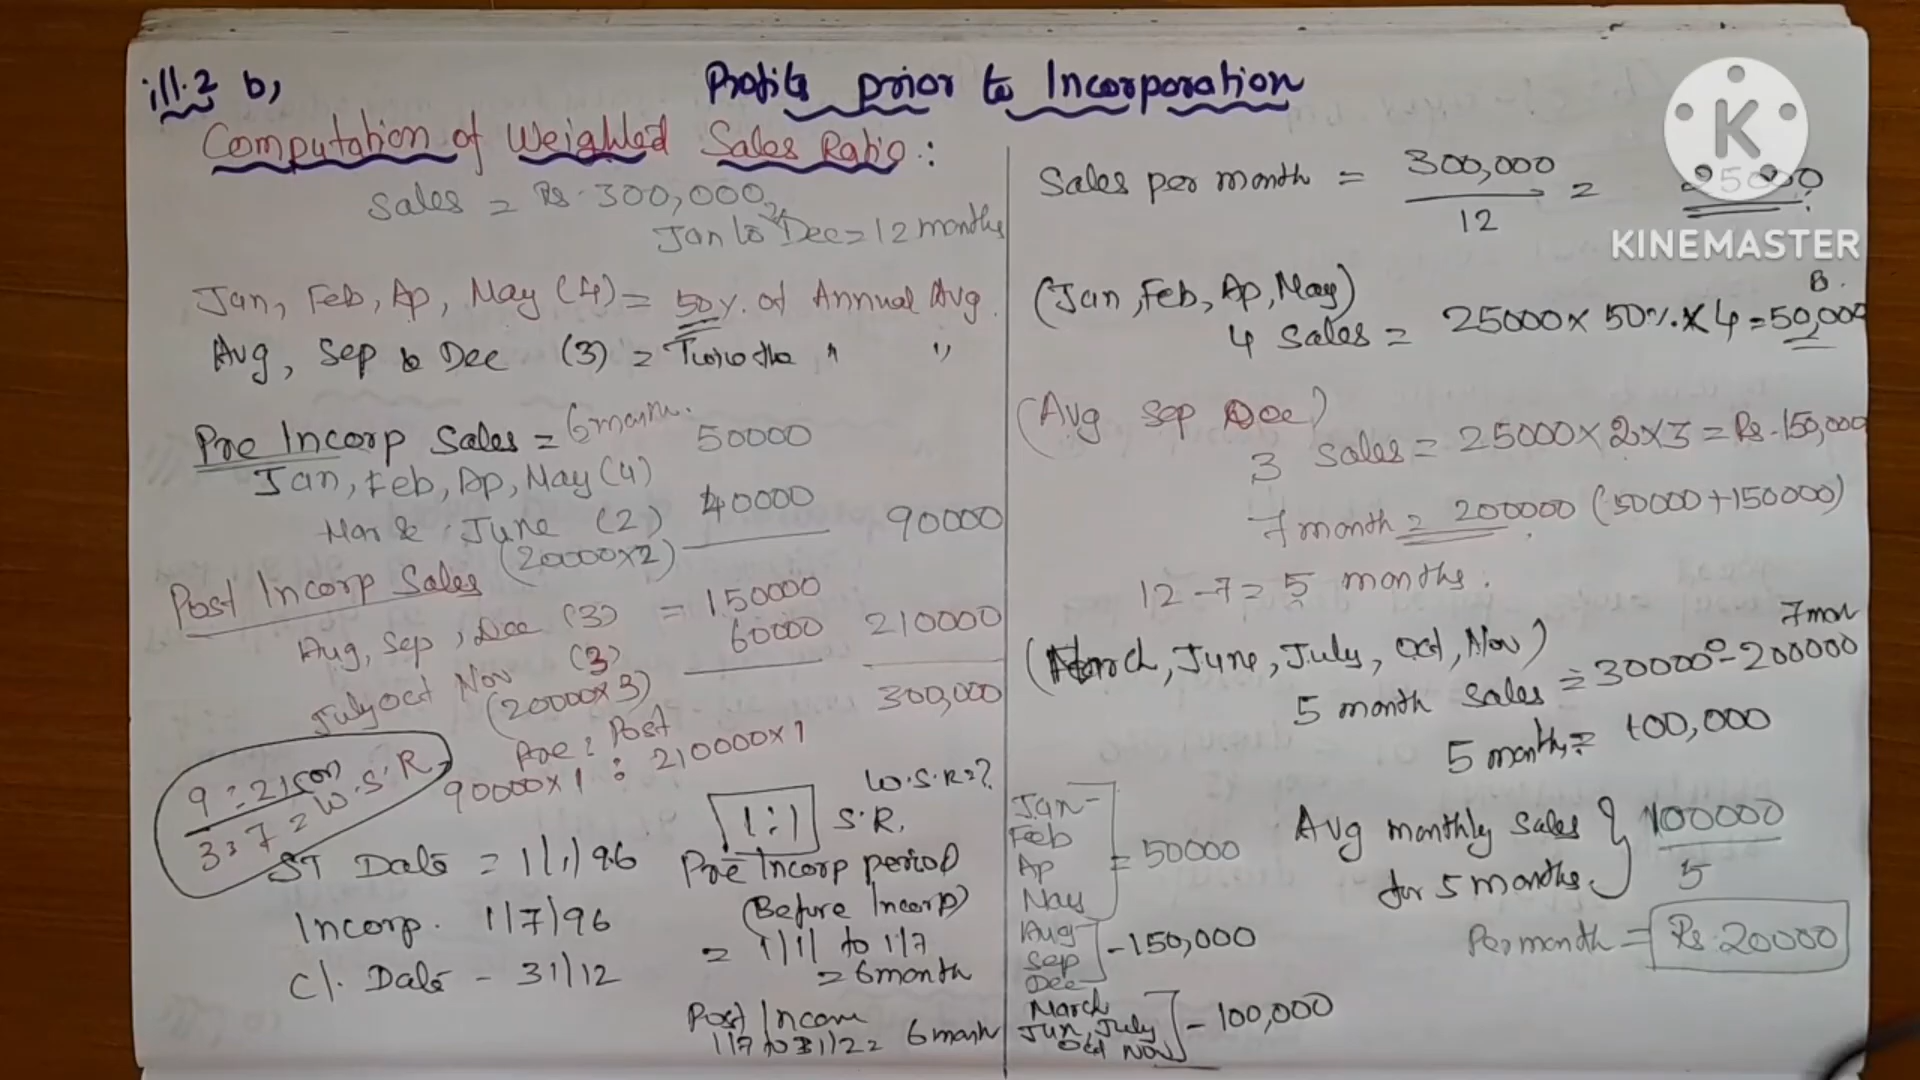 ill.2 b,
Profits prior to Incorporation
Computation of Weighted Sales Ratio:
Sales = Rs. 300,000,
Jan to Dec = 12 months
Jan, Feb, Ap, May (4) = 50%. of Annual Avg.
Aug, Sep & Dec (3) = Twice the " "
Pre Incorp Sales = 6 month.
Jan, Feb, Ap, May (4) 50000
Mar & June (2) 40000 90000
(20000×2)
Post Incorp Sales
Aug, Sep, Dec (3) = 150000
July Oct Nov (3) 60000 210000
(20000×3) 300,000
Pre : Post
90000×1 : 210000×1
9 : 21
3:7 = W.S.R.
W.S.R=?
1:1 S.R.
ST Date = 1/1/96
Incorp. 1/7/96
Cl. Date - 31/12
Pre Incorp period
(Before Incorp)
= 1/1 to 1/7
= 6 month
Post Incom
1/7 to 31/12 = 6 month
K
KINEMASTER
Sales per month = 300,000 / 12 = 25000
(Jan, Feb, Ap, May)
4 Sales = 25000 × 50%. × 4 = 50,000
(Aug Sep Dec)
3 Sales = 25000×2×3 = Rs. 150,000
7 month = 200000 (50000+150000)
12-7 = 5 months.
(March, June, July, Oct, Nov) 7 mon
5 month Sales = 300000 - 200000
5 months = 100,000
Avg monthly Sales } 100000
for 5 months. } 5
Per month = Rs. 20000
Jan
Feb
Ap
May = 50000
Aug
Sep
Dec - 150,000
March
Jun, July
Oct Nov - 100,000